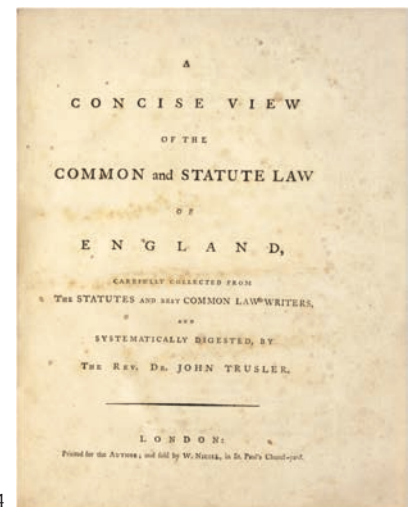 A
CONCISE VIEW
OF THE
COMMON and STATUTE LAW
OF
ENGLAND,
CAREFULLY COLLECTED FROM
THE STATUTES AND BEST COMMON LAW WRITERS,
AND
SYSTEMATICALLY DIGESTED, BY
THE REV. DR. JOHN TRUSLER.
LONDON:
Printed for the AUTHOR; and sold by W. NICOLL, in St. Paul's Church-yard.
4